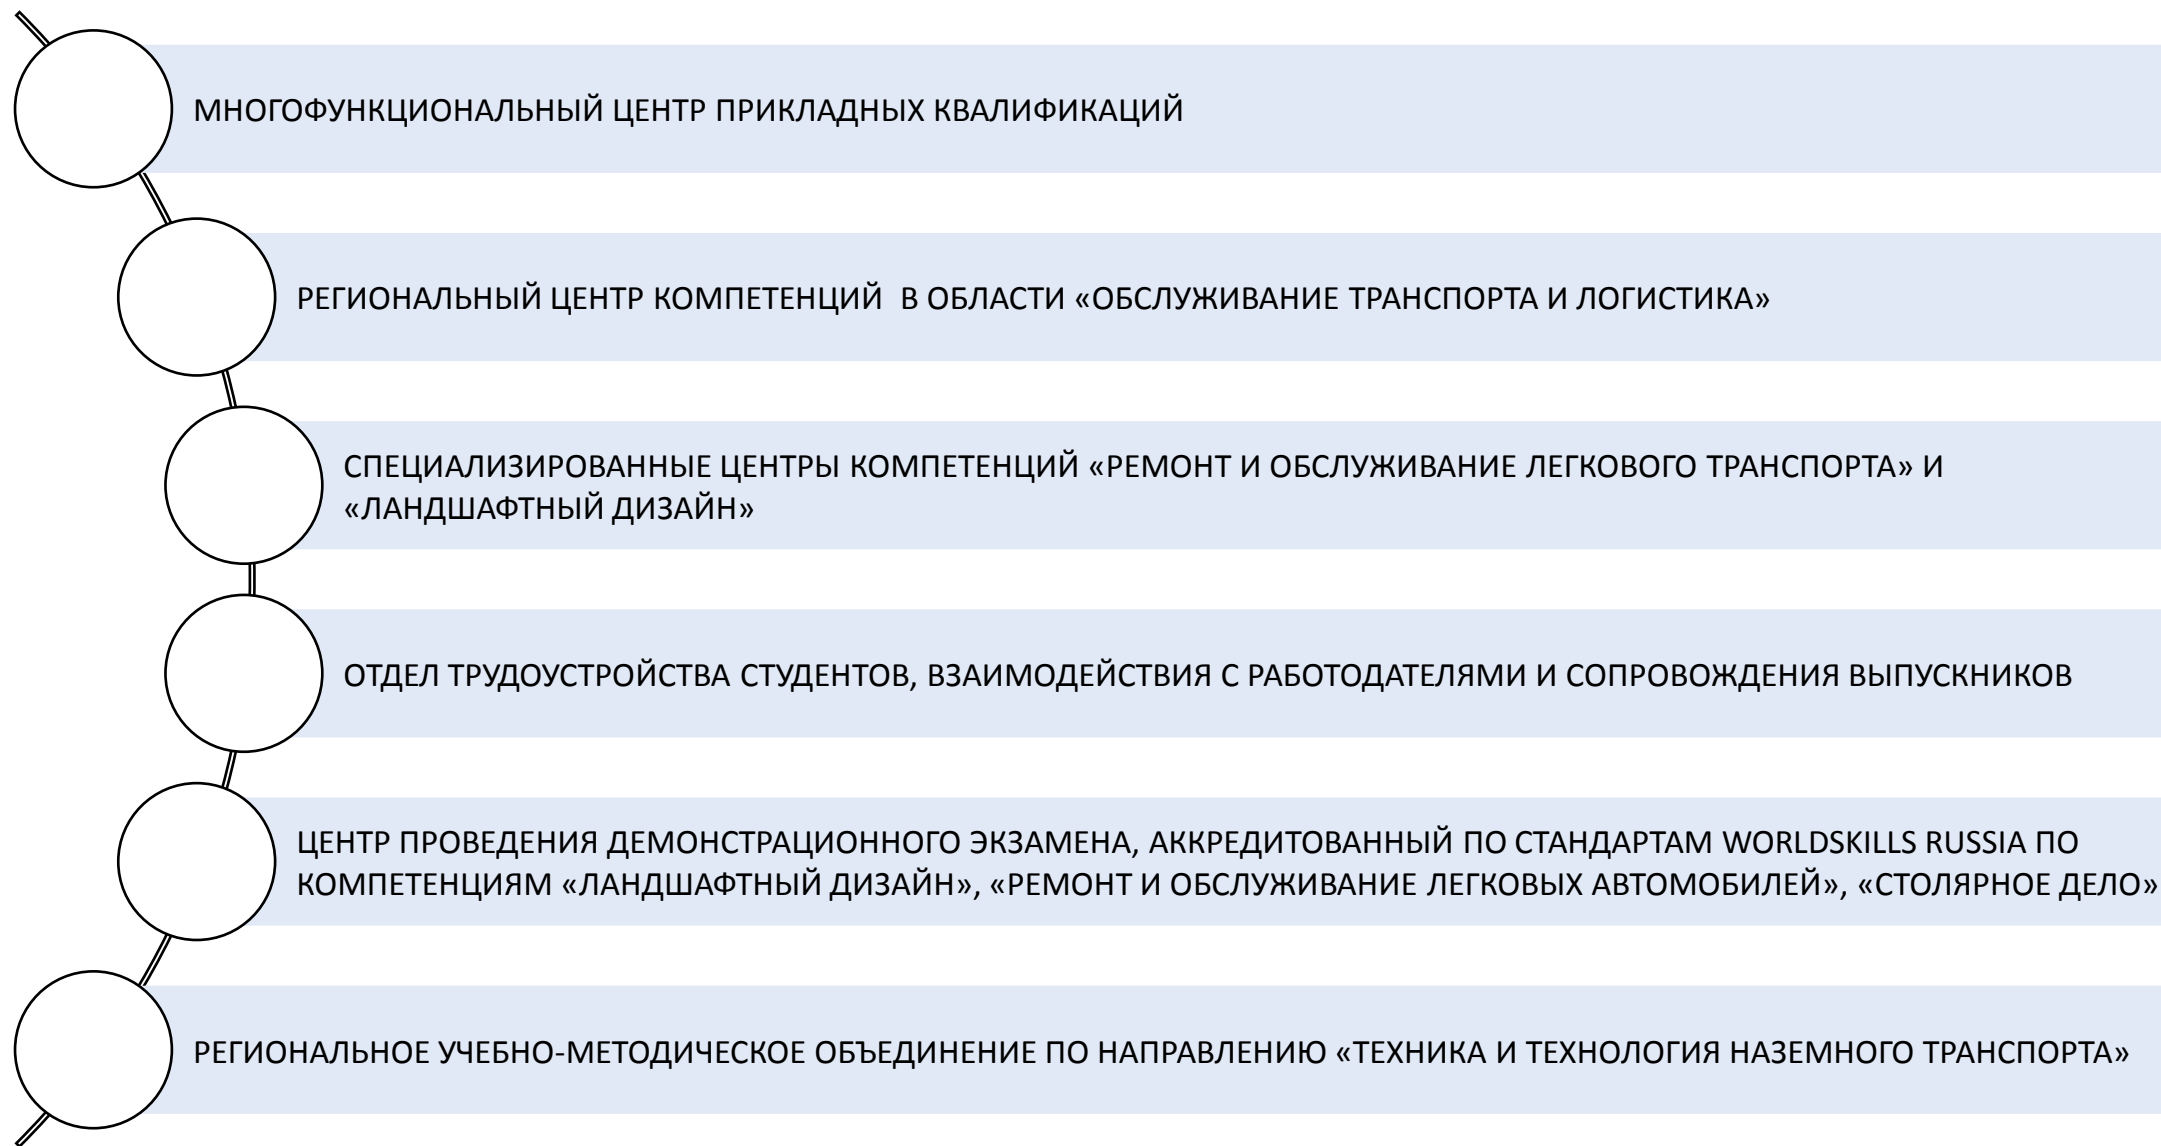 МНОГОФУНКЦИОНАЛЬНЫЙ ЦЕНТР ПРИКЛАДНЫХ КВАЛИФИКАЦИЙ
РЕГИОНАЛЬНЫЙ ЦЕНТР КОМПЕТЕНЦИЙ  В ОБЛАСТИ «ОБСЛУЖИВАНИЕ ТРАНСПОРТА И ЛОГИСТИКА»
СПЕЦИАЛИЗИРОВАННЫЕ ЦЕНТРЫ КОМПЕТЕНЦИЙ «РЕМОНТ И ОБСЛУЖИВАНИЕ ЛЕГКОВОГО ТРАНСПОРТА» И
«ЛАНДШАФТНЫЙ ДИЗАЙН»
ОТДЕЛ ТРУДОУСТРОЙСТВА СТУДЕНТОВ, ВЗАИМОДЕЙСТВИЯ С РАБОТОДАТЕЛЯМИ И СОПРОВОЖДЕНИЯ ВЫПУСКНИКОВ
ЦЕНТР ПРОВЕДЕНИЯ ДЕМОНСТРАЦИОННОГО ЭКЗАМЕНА, АККРЕДИТОВАННЫЙ ПО СТАНДАРТАМ WORLDSKILLS RUSSIA ПО
КОМПЕТЕНЦИЯМ «ЛАНДШАФТНЫЙ ДИЗАЙН», «РЕМОНТ И ОБСЛУЖИВАНИЕ ЛЕГКОВЫХ АВТОМОБИЛЕЙ», «СТОЛЯРНОЕ ДЕЛО»
РЕГИОНАЛЬНОЕ УЧЕБНО-МЕТОДИЧЕСКОЕ ОБЪЕДИНЕНИЕ ПО НАПРАВЛЕНИЮ «ТЕХНИКА И ТЕХНОЛОГИЯ НАЗЕМНОГО ТРАНСПОРТА»